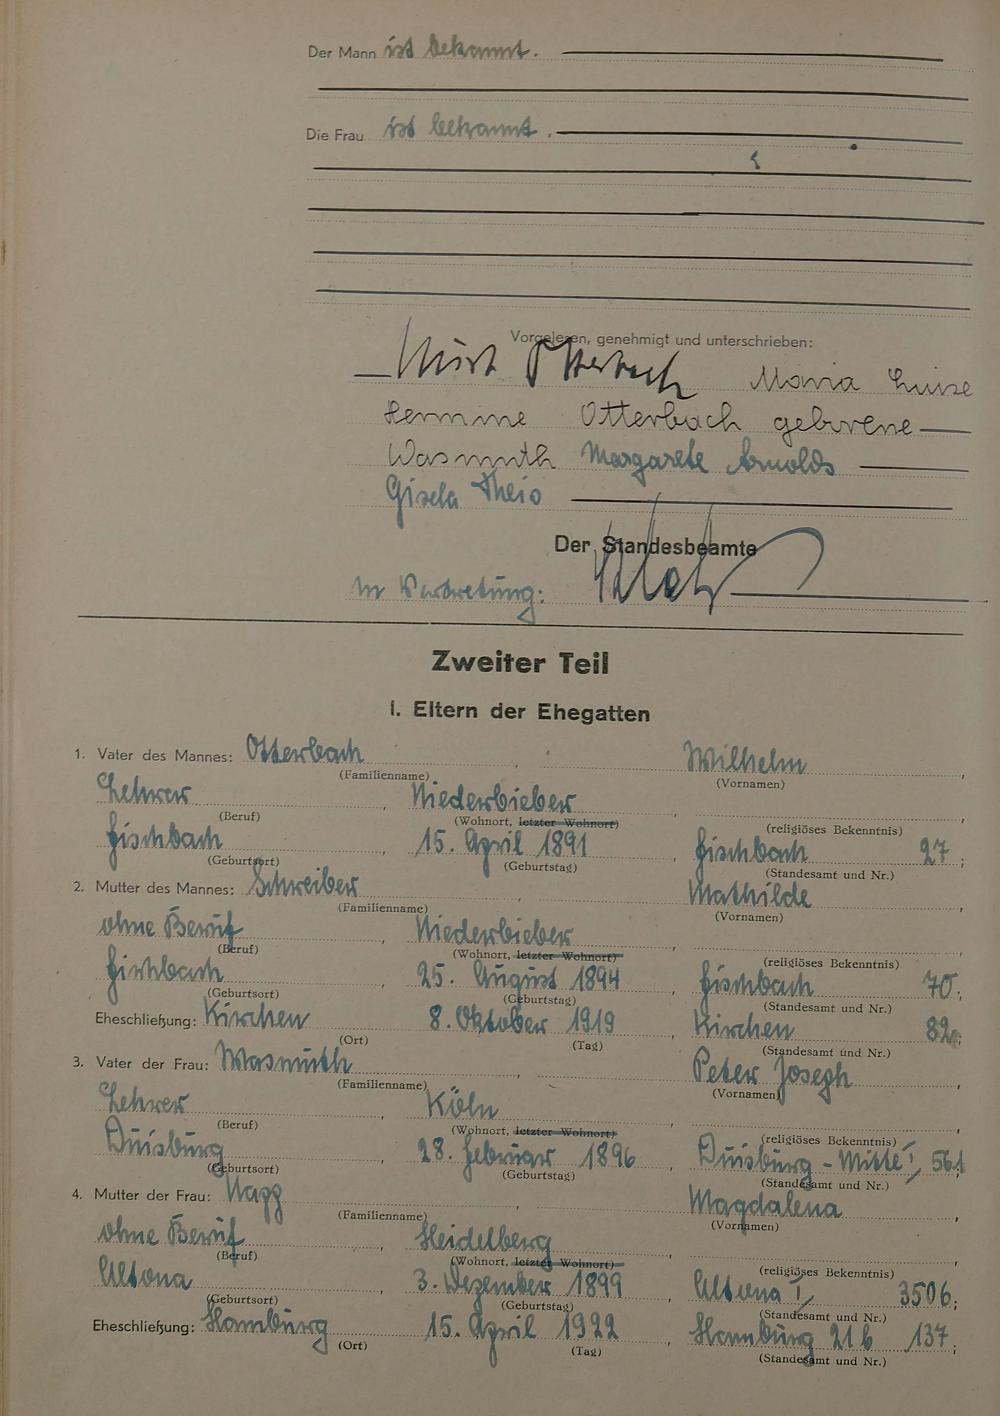 Der Mann ist bekannt.
Die Frau ist bekannt.
Vorgelesen, genehmigt und unterschrieben:
Otterbach Maria Luise
Hermine Otterbach geborene
Wasmuth Margarete Arnolds
Gisela
Der Standesbeamte
In Vertretung:
Zweiter Teil
I. Eltern der Ehegatten
1. Vater des Mannes: Otterbach, Wilhelm,
(Familienname) (Vornamen)
Lehrer, Niederbieber,
(Beruf) (Wohnort, letzter Wohnort) (religiöses Bekenntnis)
Fischbach, 15. April 1891, Fischbach 27;
(Geburtsort) (Geburtstag) (Standesamt und Nr.)
2. Mutter des Mannes: Schreiber, Mathilde,
(Familienname) (Vornamen)
ohne Beruf, Niederbieber,
(Beruf) (Wohnort, letzter Wohnort) (religiöses Bekenntnis)
Fischbach, 25. August 1894, Fischbach 70;
(Geburtsort) (Geburtstag) (Standesamt und Nr.)
Eheschließung: Kirchen 8. Oktober 1919, Kirchen 82;
(Ort) (Tag) (Standesamt und Nr.)
3. Vater der Frau: Wasmuth, Peter Joseph,
(Familienname) (Vornamen)
Lehrer, Köln,
(Beruf) (Wohnort, letzter Wohnort) (religiöses Bekenntnis)
Duisburg, 28. Februar 1896, Duisburg-Mitte I, 561
(Geburtsort) (Geburtstag) (Standesamt und Nr.)
4. Mutter der Frau: Magdalena,
(Familienname) (Vornamen)
ohne Beruf, Heidelberg,
(Beruf) (Wohnort, letzter Wohnort) (religiöses Bekenntnis)
Altona, 3. Dezember 1899, Altona I, 3506;
(Geburtsort) (Geburtstag) (Standesamt und Nr.)
Eheschließung: Hamburg, 15. April 1922, Hamburg 21b 137;
(Ort) (Tag) (Standesamt und Nr.)